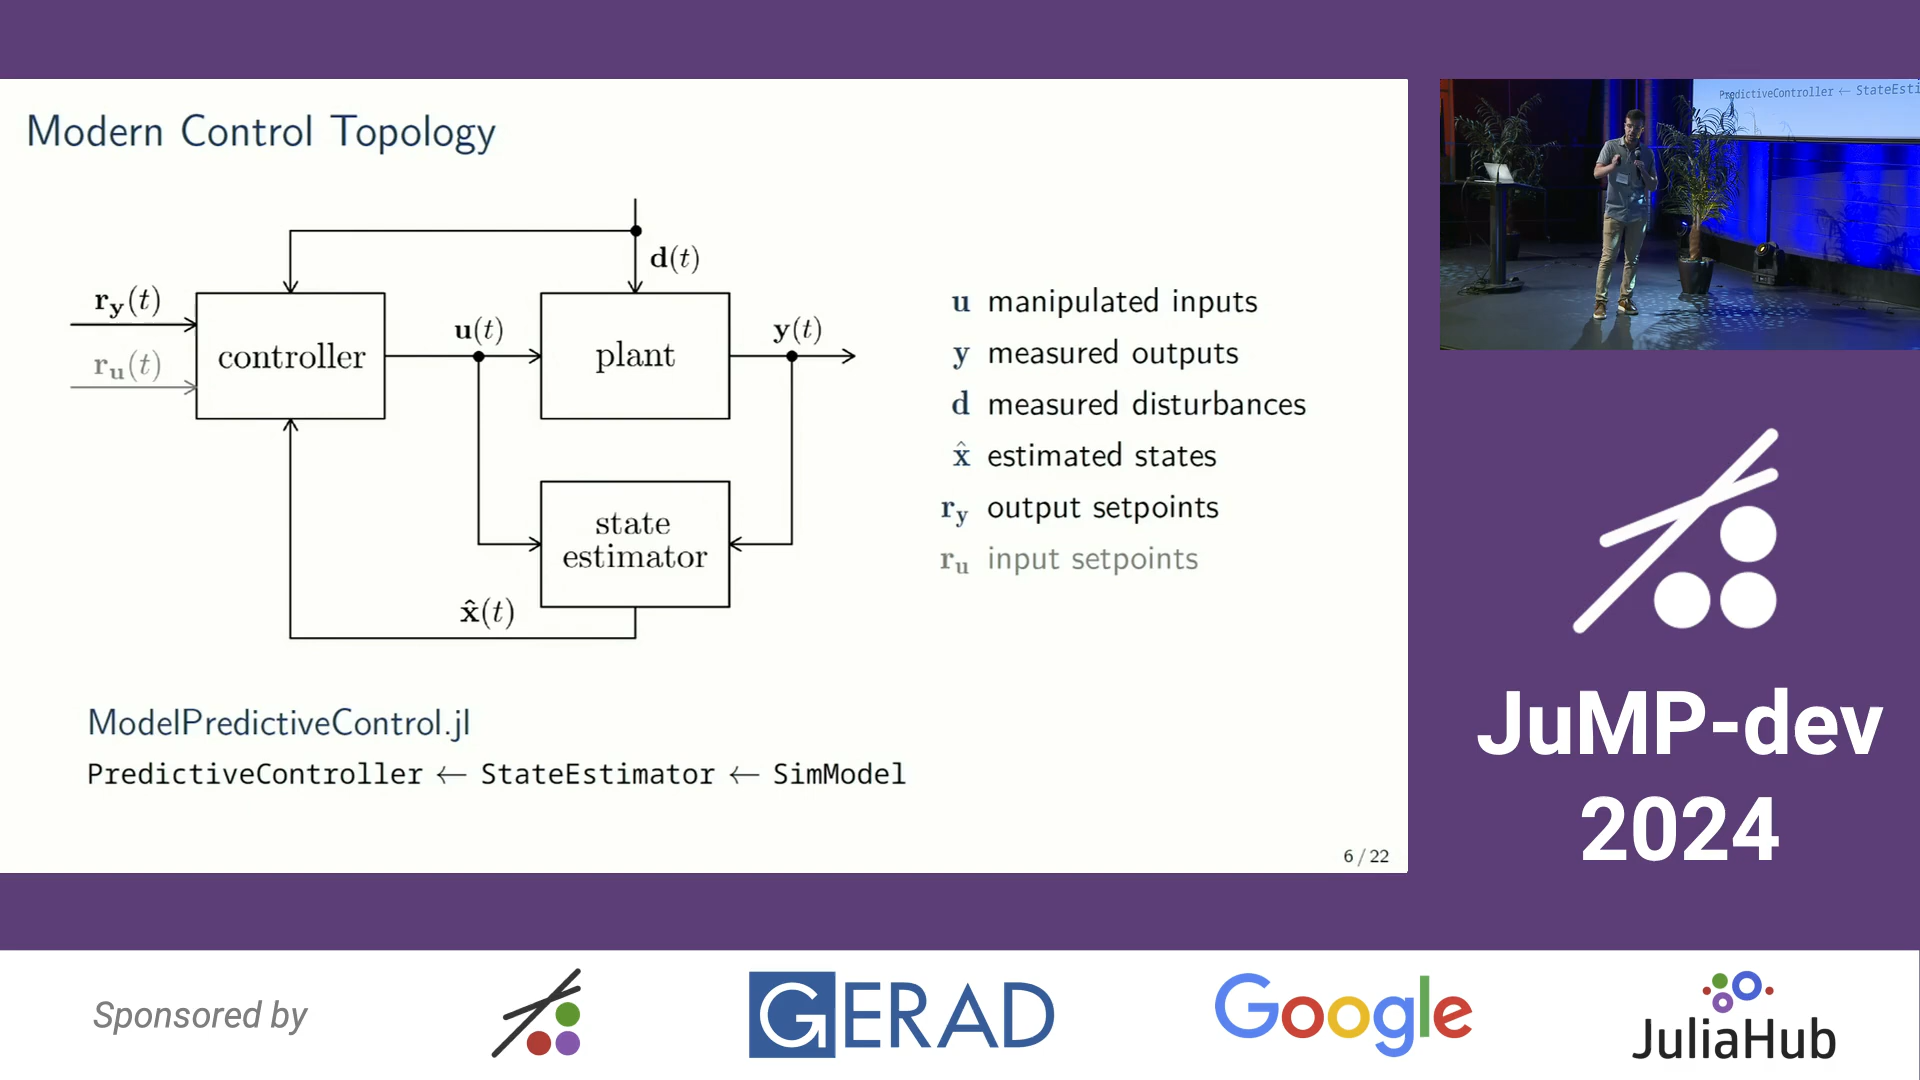 Modern Control Topology
d(t)
r_y(t)
r_u(t)
controller
u(t)
plant
y(t)
state
estimator
x̂(t)
u manipulated inputs
y measured outputs
d measured disturbances
x̂ estimated states
r_y output setpoints
r_u input setpoints
ModelPredictiveControl.jl
PredictiveController ← StateEstimator ← SimModel
6 / 22
PredictiveController ← StateEsti
JuMP-dev
2024
Sponsored by
GERAD
Google
JuliaHub